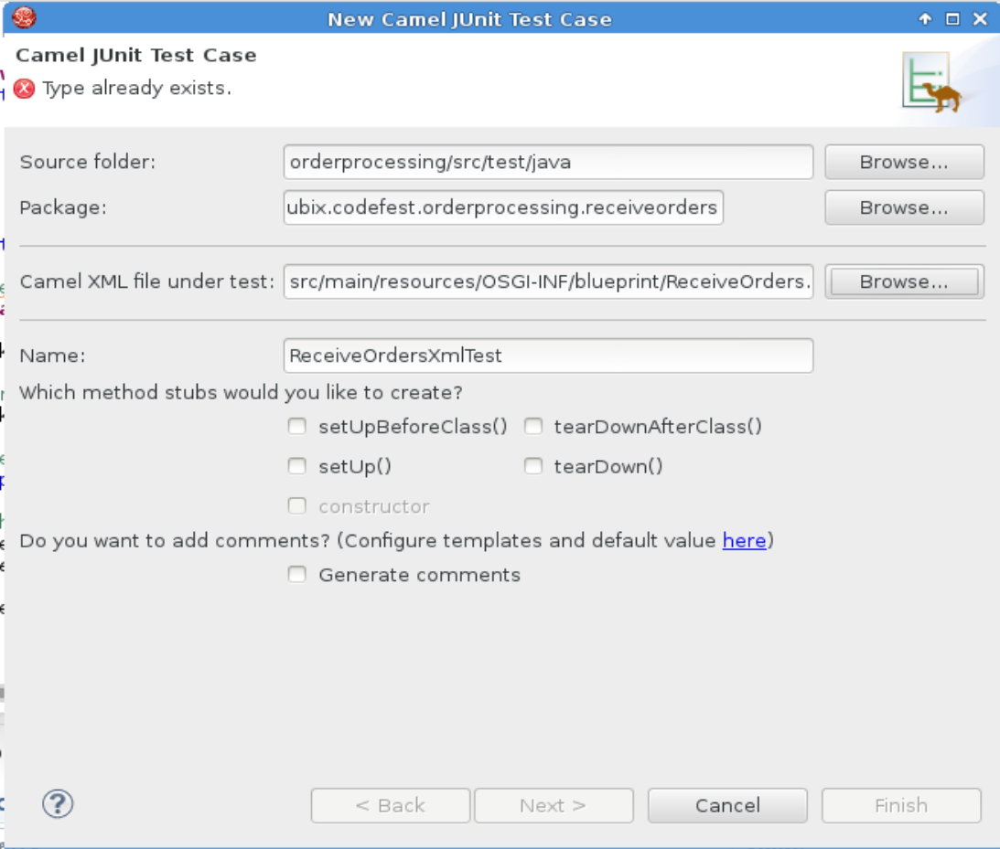 New Camel JUnit Test Case
Camel JUnit Test Case
Type already exists.
Source folder: orderprocessing/src/test/java Browse...
Package: ubix.codefest.orderprocessing.receiveorders Browse...
Camel XML file under test: src/main/resources/OSGI-INF/blueprint/ReceiveOrders. Browse...
Name: ReceiveOrdersXmlTest
Which method stubs would you like to create?
setUpBeforeClass() tearDownAfterClass()
setUp() tearDown()
constructor
Do you want to add comments? (Configure templates and default value here)
Generate comments
? < Back Next > Cancel Finish